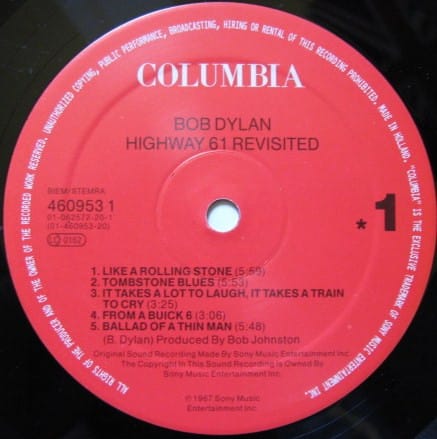 ALL RIGHTS OF THE PRODUCER AND OF THE OWNER OF THE RECORDED WORK RESERVED. UNAUTHORIZED COPYING, PUBLIC PERFORMANCE, BROADCASTING, HIRING OR RENTAL OF THIS RECORDING PROHIBITED. MADE IN HOLLAND. "COLUMBIA" IS THE EXCLUSIVE TRADEMARK OF SONY MUSIC ENTERTAINMENT INC.
COLUMBIA
BOB DYLAN
HIGHWAY 61 REVISITED
BIEM/STEMRA
460953 1
01-062572-20-1
(01-460953-20)
LC 0162
*1
1. LIKE A ROLLING STONE (5:59)
2. TOMBSTONE BLUES (5:53)
3. IT TAKES A LOT TO LAUGH, IT TAKES A TRAIN
TO CRY (3:25)
4. FROM A BUICK 6 (3:06)
5. BALLAD OF A THIN MAN (5:48)
(B. Dylan) Produced By Bob Johnston
Original Sound Recording Made By Sony Music Entertainment Inc
The Copyright In This Sound Recording is Owned By
Sony Music Entertainment Inc.
℗ 1967 Sony Music
Entertainment Inc.